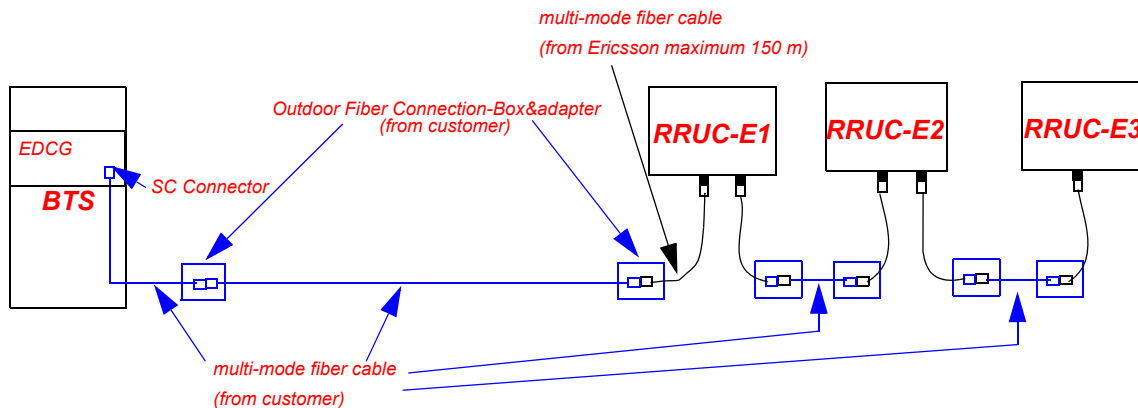 multi-mode fiber cable
(from Ericsson maximum 150 m)
Outdoor Fiber Connection-Box&adapter
(from customer)
EDCG
SC Connector
BTS
RRUC-E1
RRUC-E2
RRUC-E3
multi-mode fiber cable
(from customer)